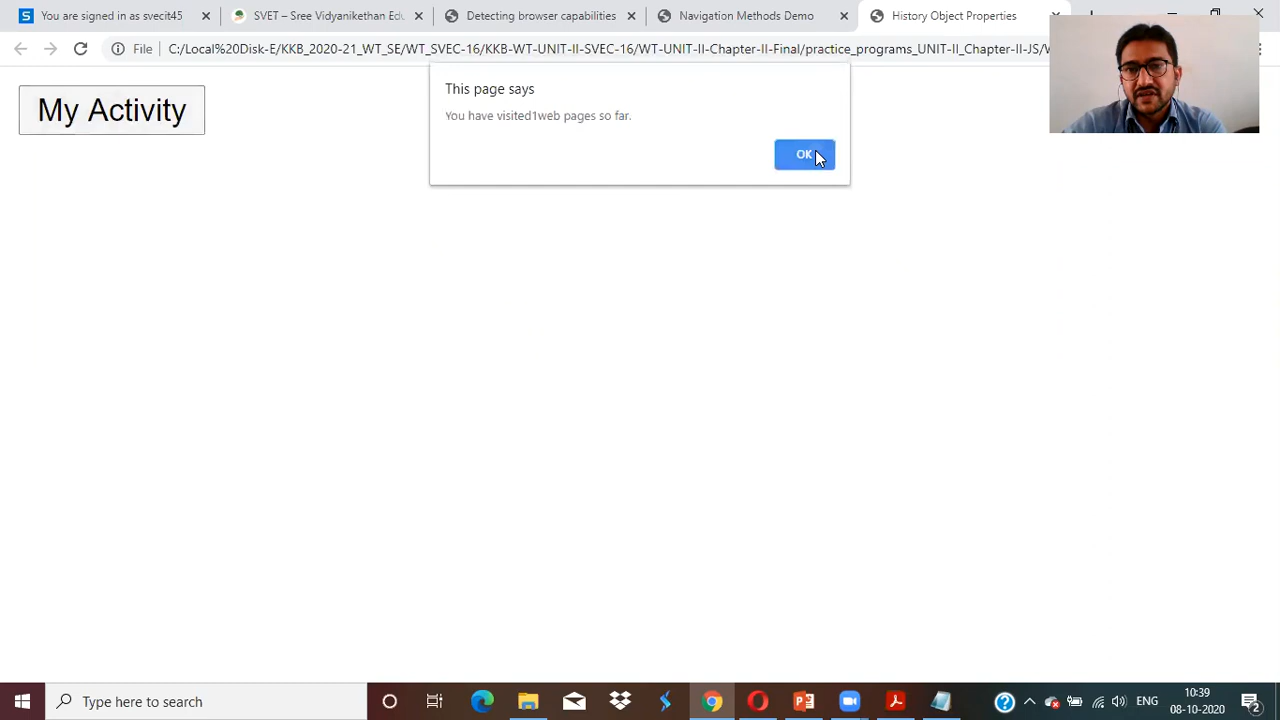 You are signed in as svecit45
SVET – Sree Vidyanikethan Edu
Detecting browser capabilities
Navigation Methods Demo
History Object Properties
File
C:/Local%20Disk-E/KKB_2020-21_WT_SE/WT_SVEC-16/KKB-WT-UNIT-II-SVEC-16/WT-UNIT-II-Chapter-II-Final/practice_programs_UNIT-II_Chapter-II-JS/W
My Activity
This page says
You have visited1web pages so far.
OK
Type here to search
ENG
10:39
08-10-2020
2